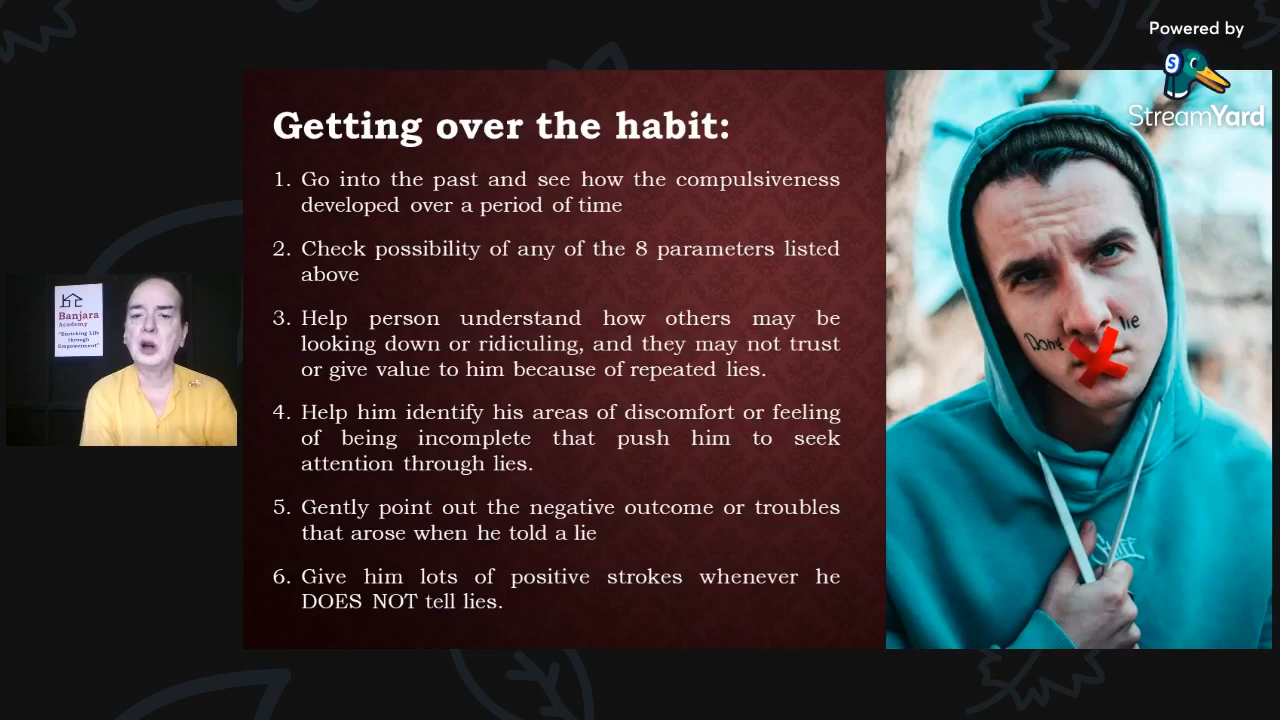 Powered by
StreamYard
Getting over the habit:
1. Go into the past and see how the compulsiveness
developed over a period of time
2. Check possibility of any of the 8 parameters listed
above
3. Help person understand how others may be
looking down or ridiculing, and they may not trust
or give value to him because of repeated lies.
4. Help him identify his areas of discomfort or feeling
of being incomplete that push him to seek
attention through lies.
5. Gently point out the negative outcome or troubles
that arose when he told a lie
6. Give him lots of positive strokes whenever he
DOES NOT tell lies.
Banjara
Academy
"Enriching Life
through
Empowerment"
Dont lie